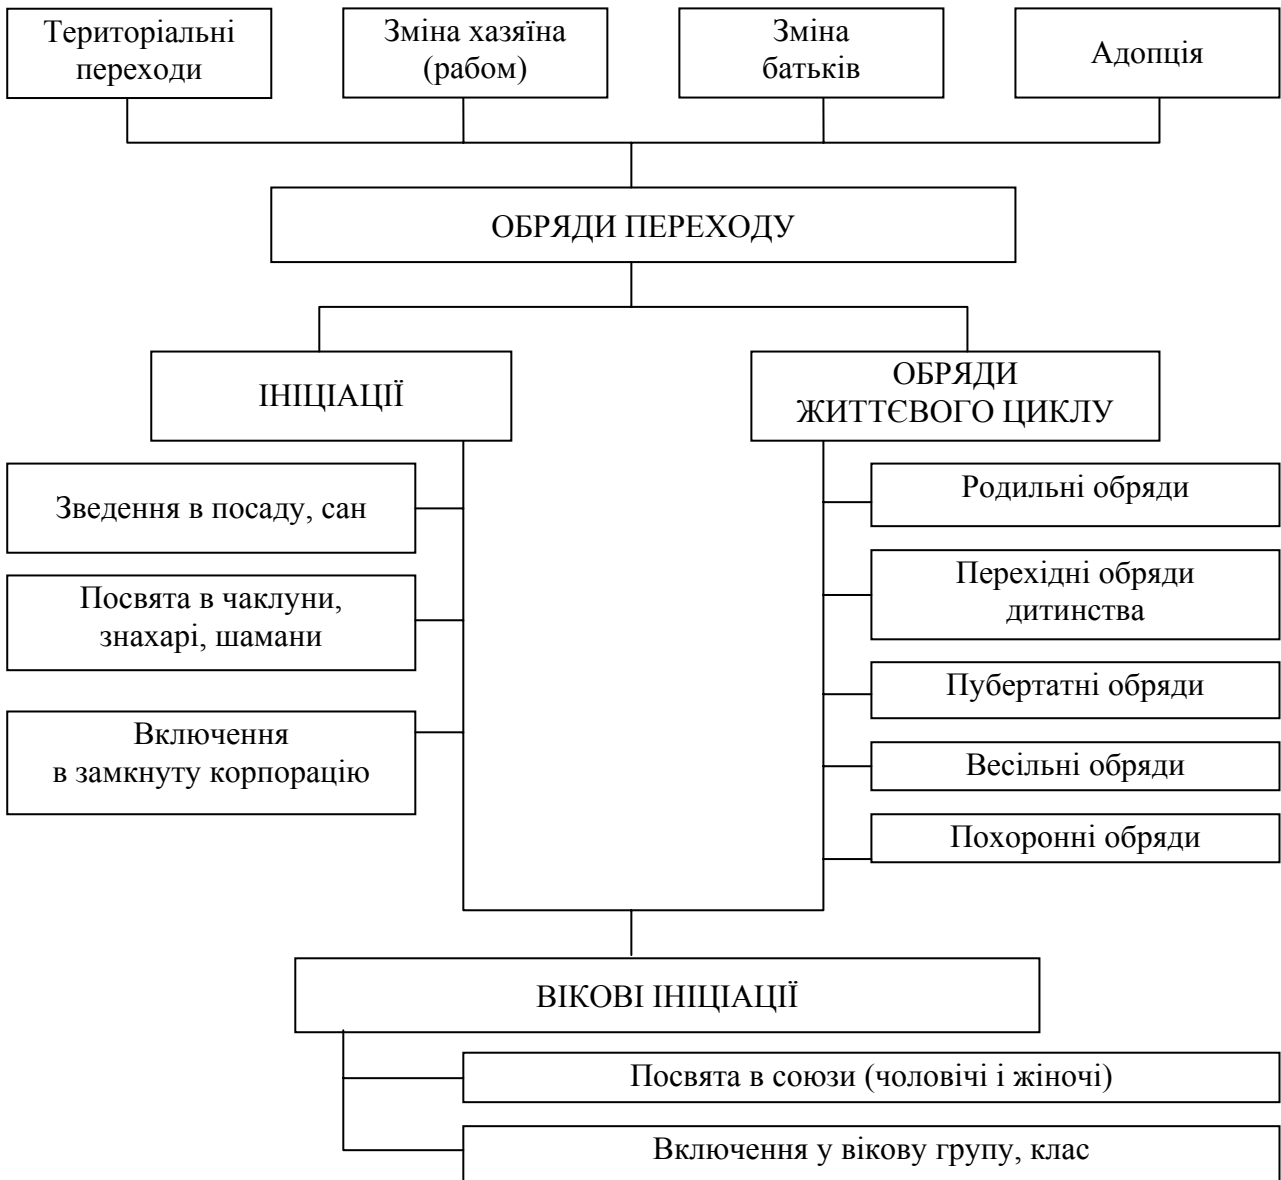 Територіальні
переходи
Зміна хазяїна
(рабом)
Зміна
батьків
Адопція
ОБРЯДИ ПЕРЕХОДУ
ІНІЦІАЦІЇ
ОБРЯДИ
ЖИТТЄВОГО ЦИКЛУ
Зведення в посаду, сан
Посвята в чаклуни,
знахарі, шамани
Включення
в замкнуту корпорацію
Родильні обряди
Перехідні обряди
дитинства
Пубертатні обряди
Весільні обряди
Похоронні обряди
ВІКОВІ ІНІЦІАЦІЇ
Посвята в союзи (чоловічі і жіночі)
Включення у вікову групу, клас